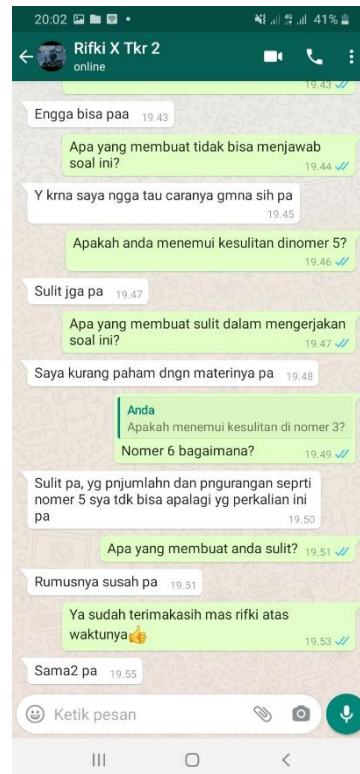 20:02
41%
Rifki X Tkr 2
online
19.43
Engga bisa paa 19.43
Apa yang membuat tidak bisa menjawab
soal ini?
19.44
Y krna saya ngga tau caranya gmna sih pa
19.45
Apakah anda menemui kesulitan dinomer 5?
19.46
Sulit jga pa 19.47
Apa yang membuat sulit dalam mengerjakan
soal ini?
19.47
Saya kurang paham dngn materinya pa 19.48
Anda
Apakah menemui kesulitan di nomer 3?
Nomer 6 bagaimana? 19.49
Sulit pa, yg pnjumlahn dan pngurangan seprti
nomer 5 sya tdk bisa apalagi yg perkalian ini
pa
19.50
Apa yang membuat anda sulit? 19.51
Rumusnya susah pa 19.51
Ya sudah terimakasih mas rifki atas
waktunya👍
19.53
Sama2 pa 19.55
Ketik pesan